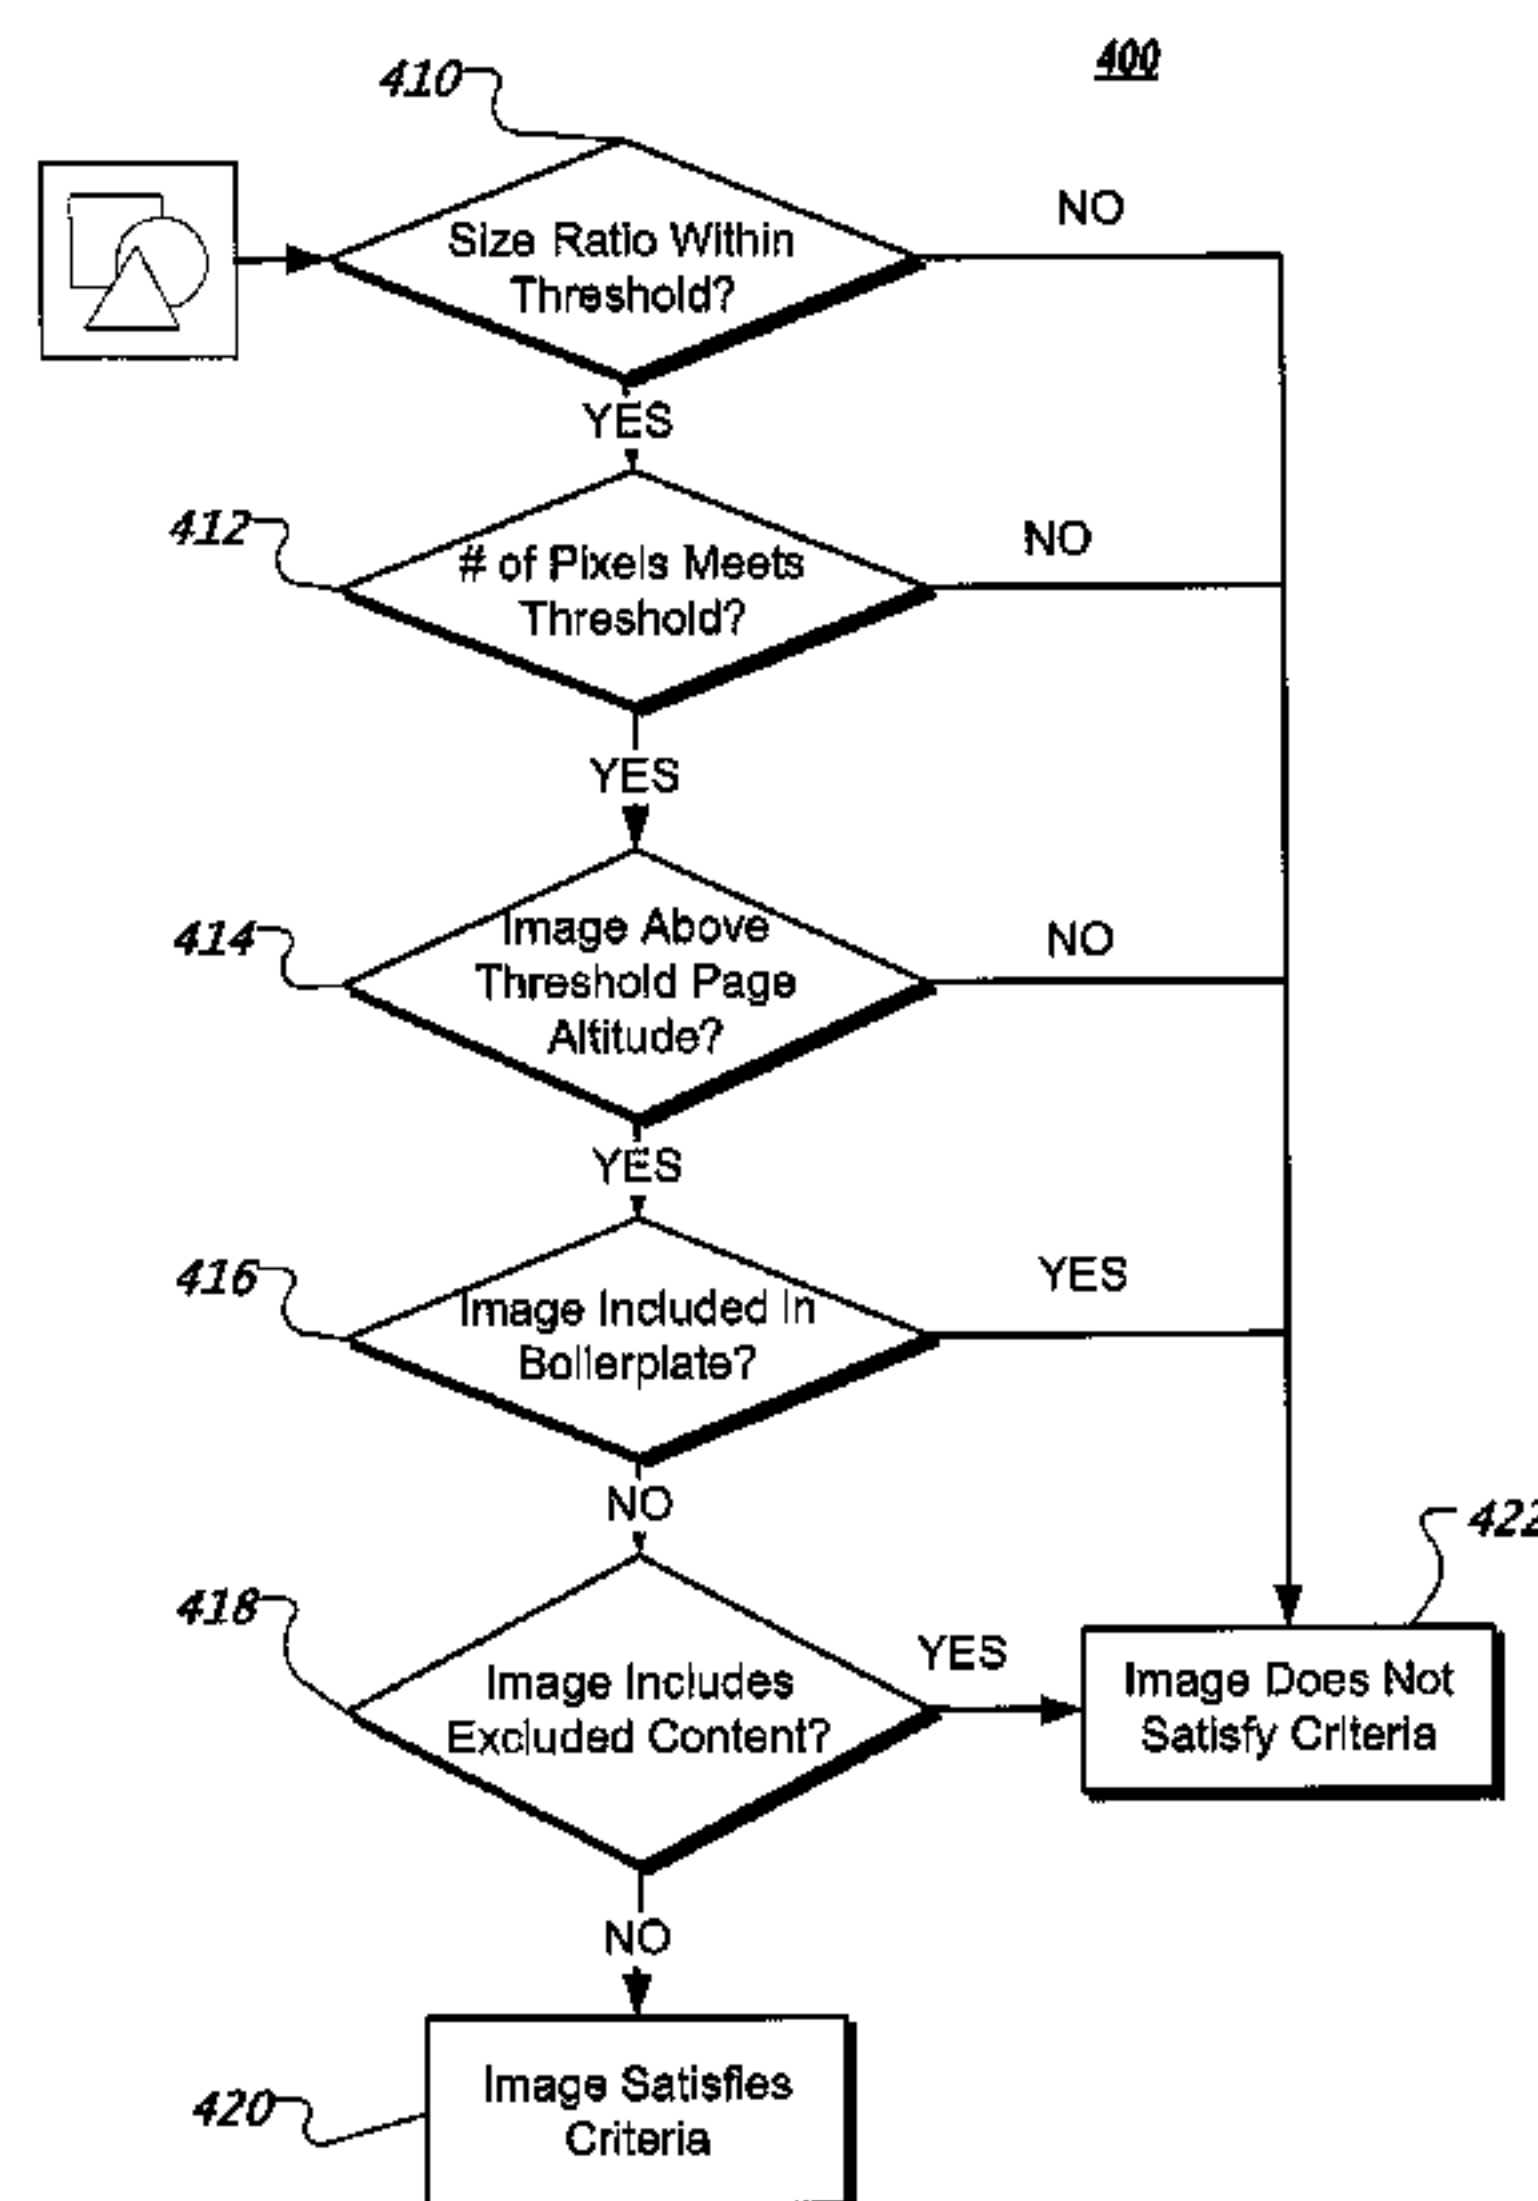 400
410
Size Ratio Within
Threshold?
NO
YES
412
# of Pixels Meets
Threshold?
NO
YES
414
Image Above
Threshold Page
Altitude?
NO
YES
416
Image Included In
Boilerplate?
YES
NO
418
Image Includes
Excluded Content?
YES
422
Image Does Not
Satisfy Criteria
NO
420
Image Satisfies
Criteria